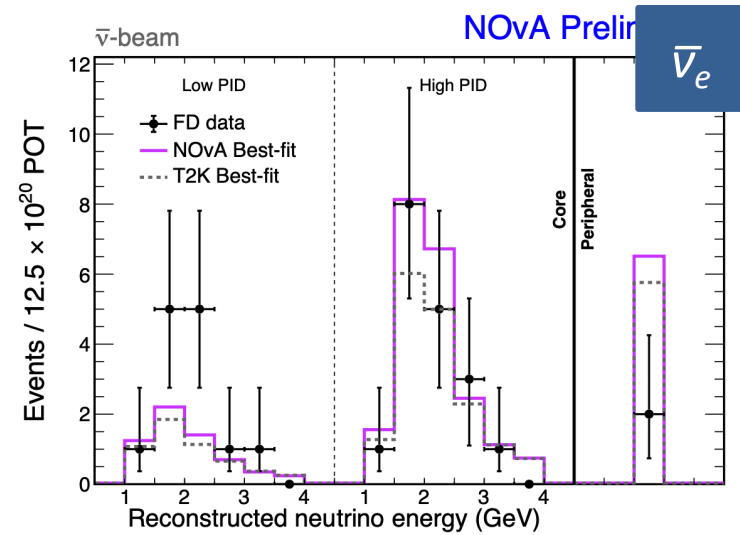 ν̄-beam
NOvA Prelim
ν̄ₑ
Low PID
High PID
FD data
NOvA Best-fit
T2K Best-fit
Core
Peripheral
Events / 12.5 × 10²⁰ POT
12
10
8
6
4
2
0
1 2 3 4 1 2 3 4
Reconstructed neutrino energy (GeV)